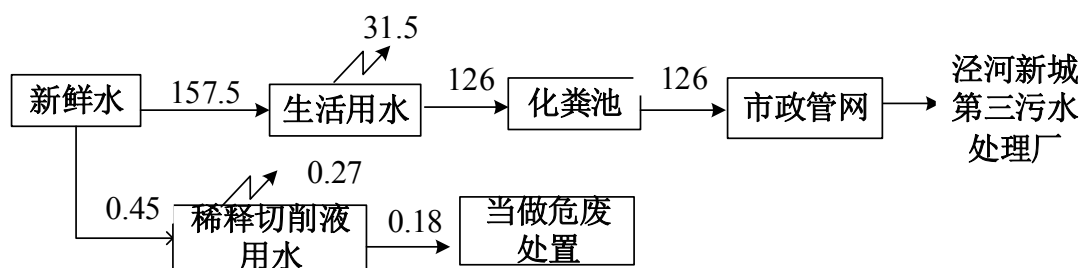 31.5
新鲜水
157.5
生活用水
126
化粪池
126
市政管网
泾河新城
第三污水
处理厂
0.27
0.45
稀释切削液
用水
0.18
当做危废
处置